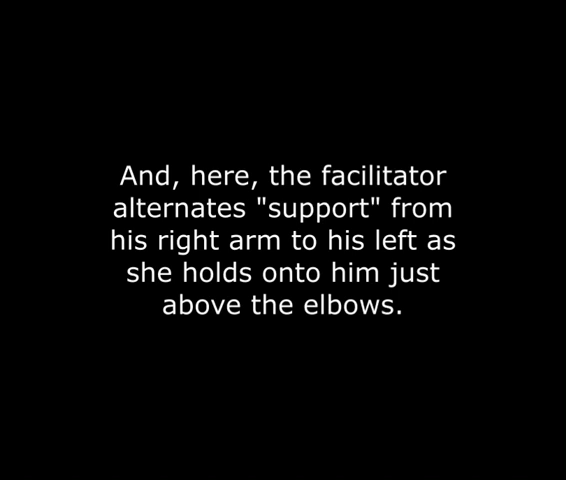 And, here, the facilitator
alternates "support" from
his right arm to his left as
she holds onto him just
above the elbows.